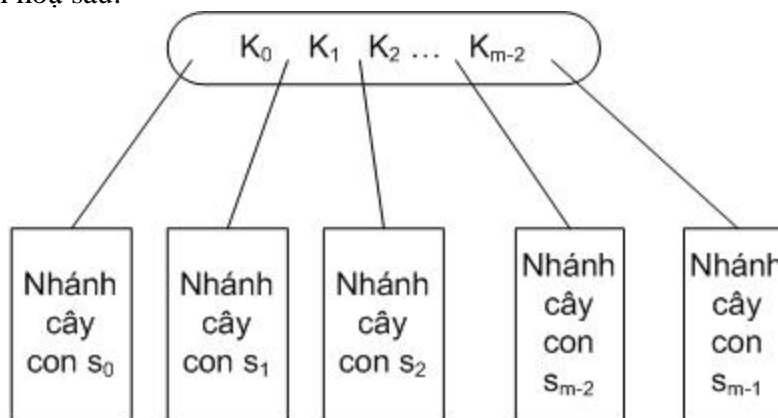 K₀ K₁ K₂ ... Kₘ₋₂
Nhánh
cây
con s₀
Nhánh
cây
con s₁
Nhánh
cây
con s₂
Nhánh
cây
con
sₘ₋₂
Nhánh
cây
con
sₘ₋₁